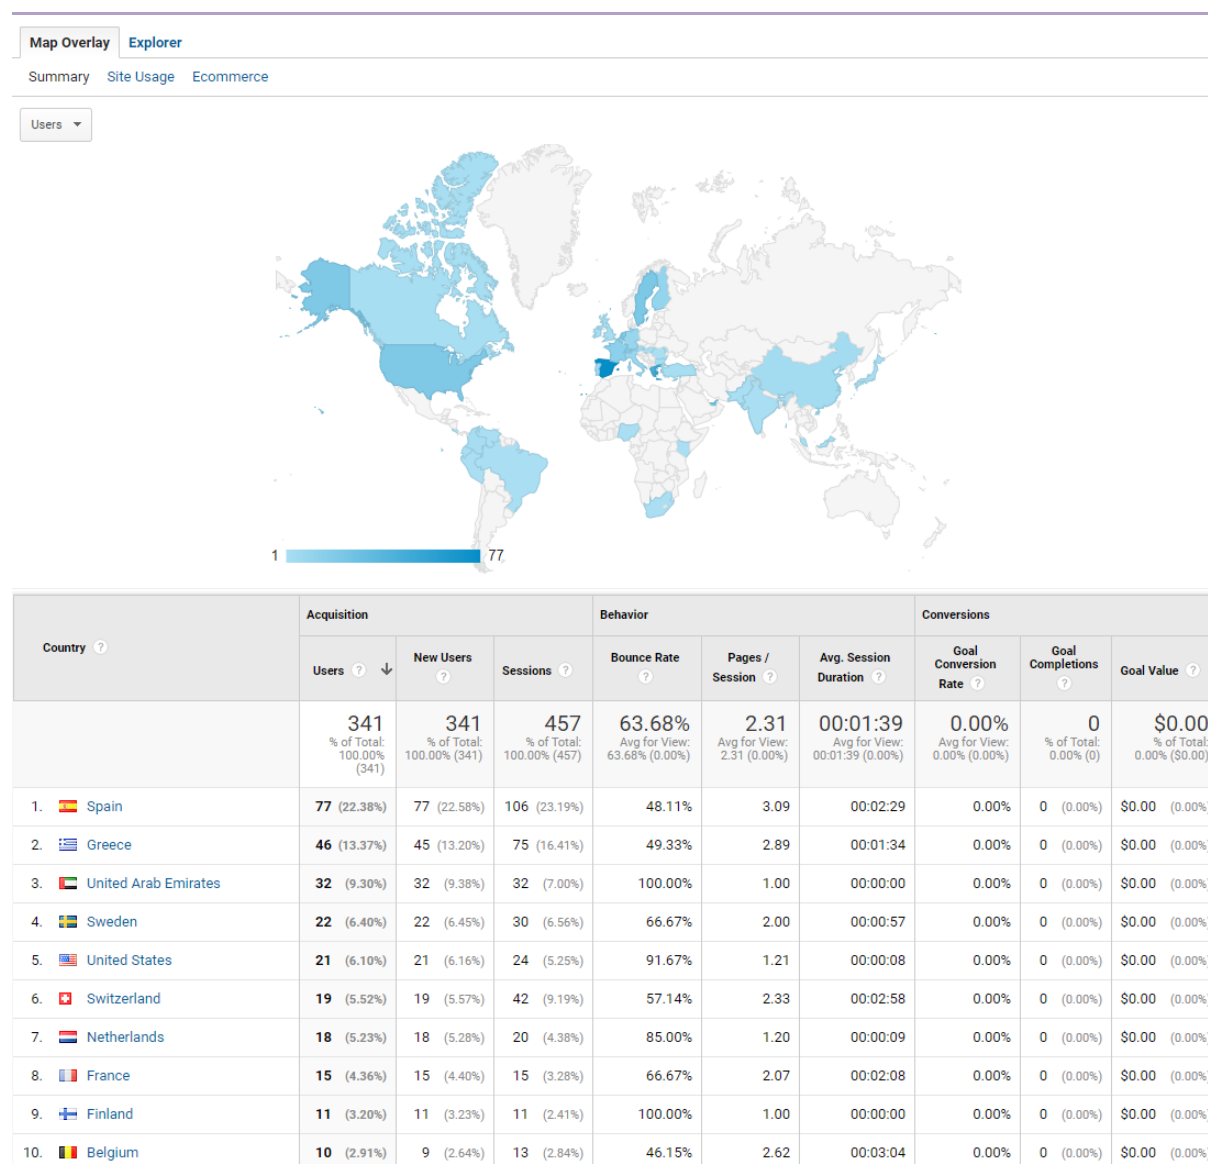 Map Overlay Explorer
Summary Site Usage Ecommerce
Users
1 77
Acquisition Behavior Conversions
Country ? Users ? New Users ? Sessions ? Bounce Rate ? Pages / Session ? Avg. Session Duration ? Goal Conversion Rate ? Goal Completions ? Goal Value ?
341 341 457 63.68% 2.31 00:01:39 0.00% 0 $0.00
% of Total: 100.00% (341) % of Total: 100.00% (341) % of Total: 100.00% (457) Avg for View: 63.68% (0.00%) Avg for View: 2.31 (0.00%) Avg for View: 00:01:39 (0.00%) Avg for View: 0.00% (0.00%) % of Total: 0.00% (0) % of Total: 0.00% ($0.00)
1. Spain 77 (22.38%) 77 (22.58%) 106 (23.19%) 48.11% 3.09 00:02:29 0.00% 0 (0.00%) $0.00 (0.00%
2. Greece 46 (13.37%) 45 (13.20%) 75 (16.41%) 49.33% 2.89 00:01:34 0.00% 0 (0.00%) $0.00 (0.00%
3. United Arab Emirates 32 (9.30%) 32 (9.38%) 32 (7.00%) 100.00% 1.00 00:00:00 0.00% 0 (0.00%) $0.00 (0.00%
4. Sweden 22 (6.40%) 22 (6.45%) 30 (6.56%) 66.67% 2.00 00:00:57 0.00% 0 (0.00%) $0.00 (0.00%
5. United States 21 (6.10%) 21 (6.16%) 24 (5.25%) 91.67% 1.21 00:00:08 0.00% 0 (0.00%) $0.00 (0.00%
6. Switzerland 19 (5.52%) 19 (5.57%) 42 (9.19%) 57.14% 2.33 00:02:58 0.00% 0 (0.00%) $0.00 (0.00%
7. Netherlands 18 (5.23%) 18 (5.28%) 20 (4.38%) 85.00% 1.20 00:00:09 0.00% 0 (0.00%) $0.00 (0.00%
8. France 15 (4.36%) 15 (4.40%) 15 (3.28%) 66.67% 2.07 00:02:08 0.00% 0 (0.00%) $0.00 (0.00%
9. Finland 11 (3.20%) 11 (3.23%) 11 (2.41%) 100.00% 1.00 00:00:00 0.00% 0 (0.00%) $0.00 (0.00%
10. Belgium 10 (2.91%) 9 (2.64%) 13 (2.84%) 46.15% 2.62 00:03:04 0.00% 0 (0.00%) $0.00 (0.00%